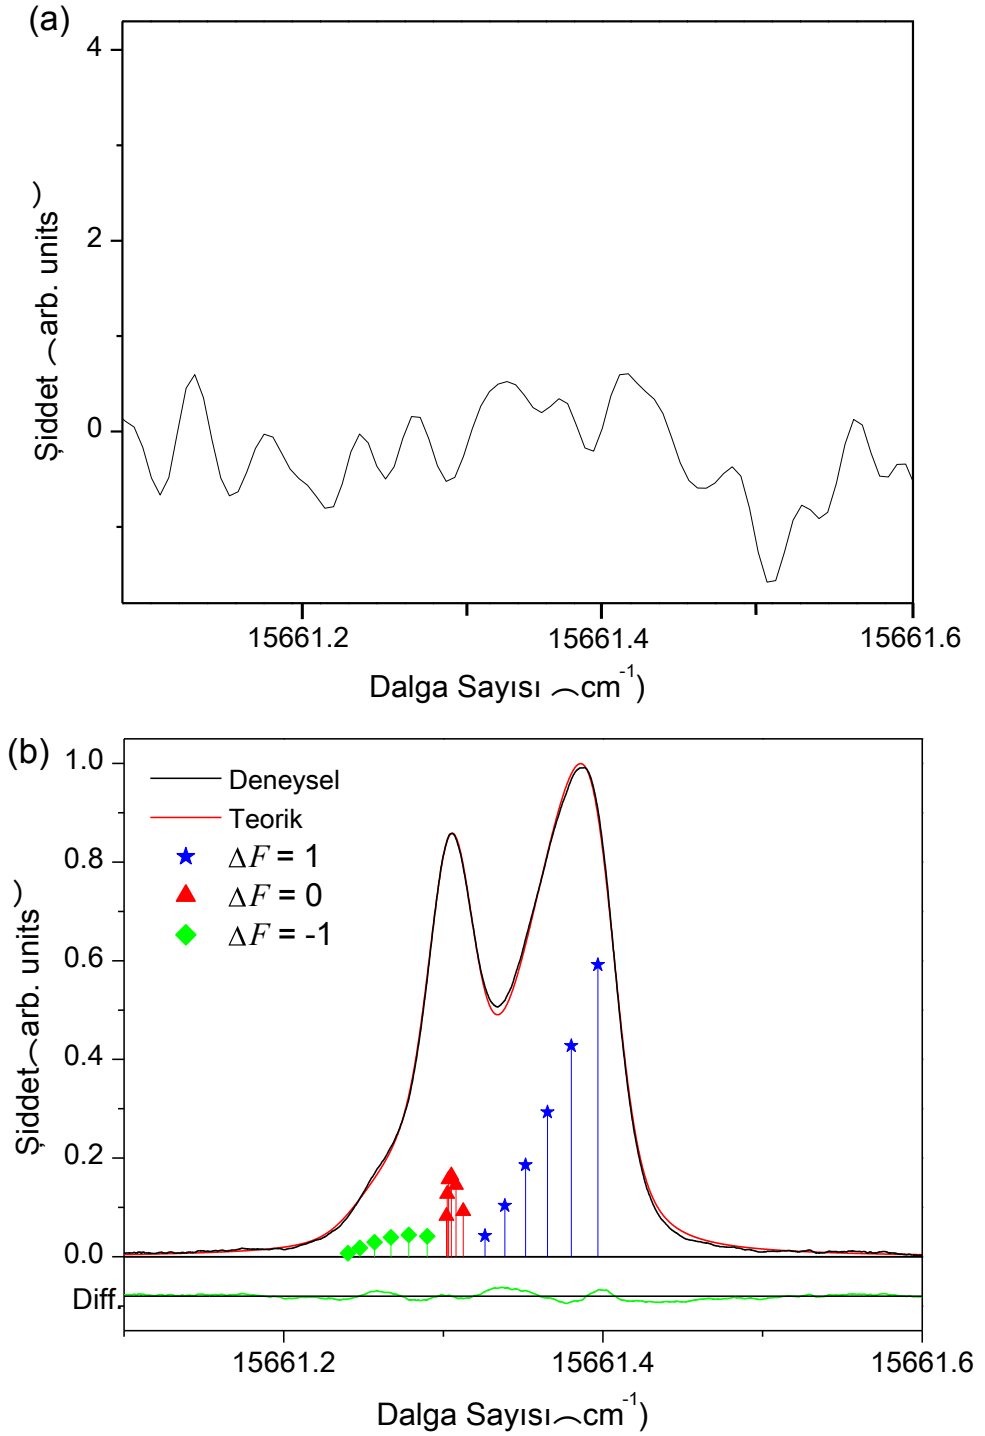 (a)
4
2
0
Şiddet (arb. units)
15661.2 15661.4 15661.6
Dalga Sayısı (cm-1)
(b)
1.0
0.8
0.6
0.4
0.2
0.0
Diff.
Şiddet(arb. units)
Deneysel
Teorik
ΔF = 1
ΔF = 0
ΔF = -1
15661.2 15661.4 15661.6
Dalga Sayısı(cm-1)